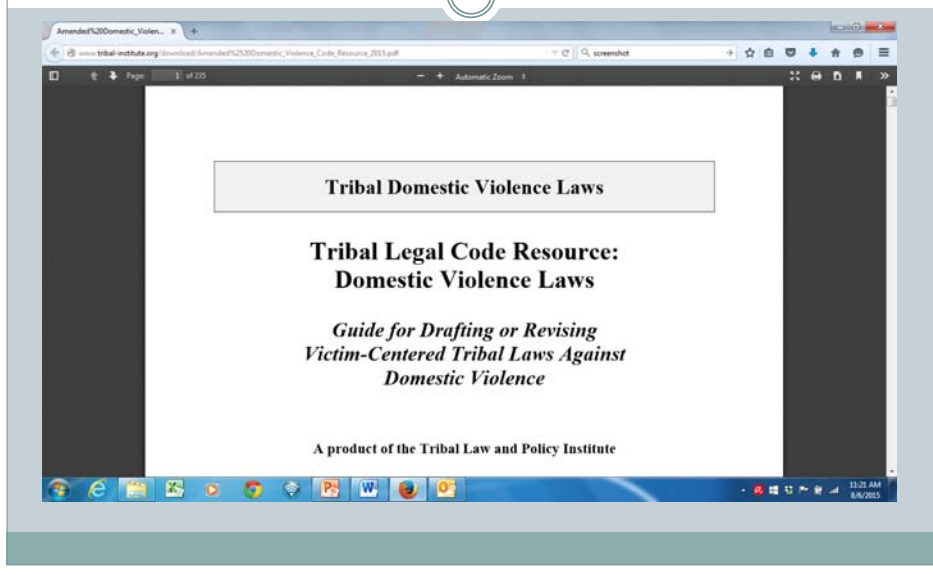 Amended%20Domestic_Violen...
www.tribal-institute.org/download/Amended%2520Domestic_Violence_Code_Resource_2015.pdf
screenshot
Page: 1 of 235
Automatic Zoom
Tribal Domestic Violence Laws
Tribal Legal Code Resource:
Domestic Violence Laws
Guide for Drafting or Revising
Victim-Centered Tribal Laws Against
Domestic Violence
A product of the Tribal Law and Policy Institute
11:21 AM
8/6/2015